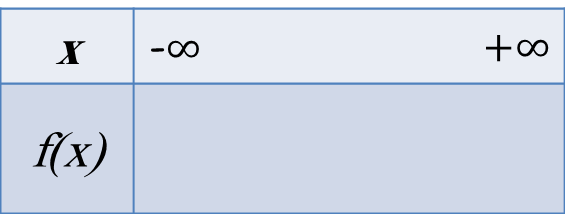 x -∞ +∞
f(x)